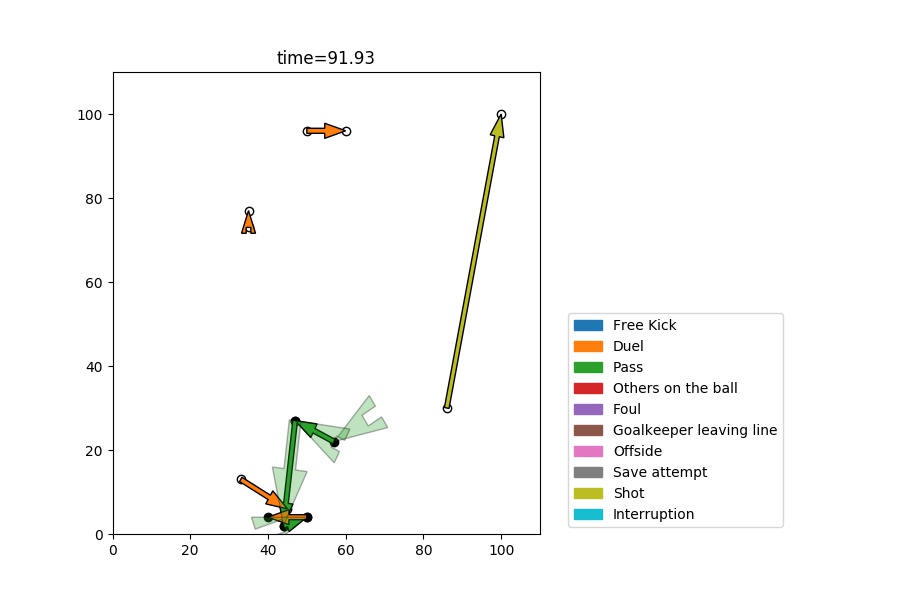 time=91.93
100
80
60
40
20
0
0 20 40 60 80 100
Free Kick
Duel
Pass
Others on the ball
Foul
Goalkeeper leaving line
Offside
Save attempt
Shot
Interruption